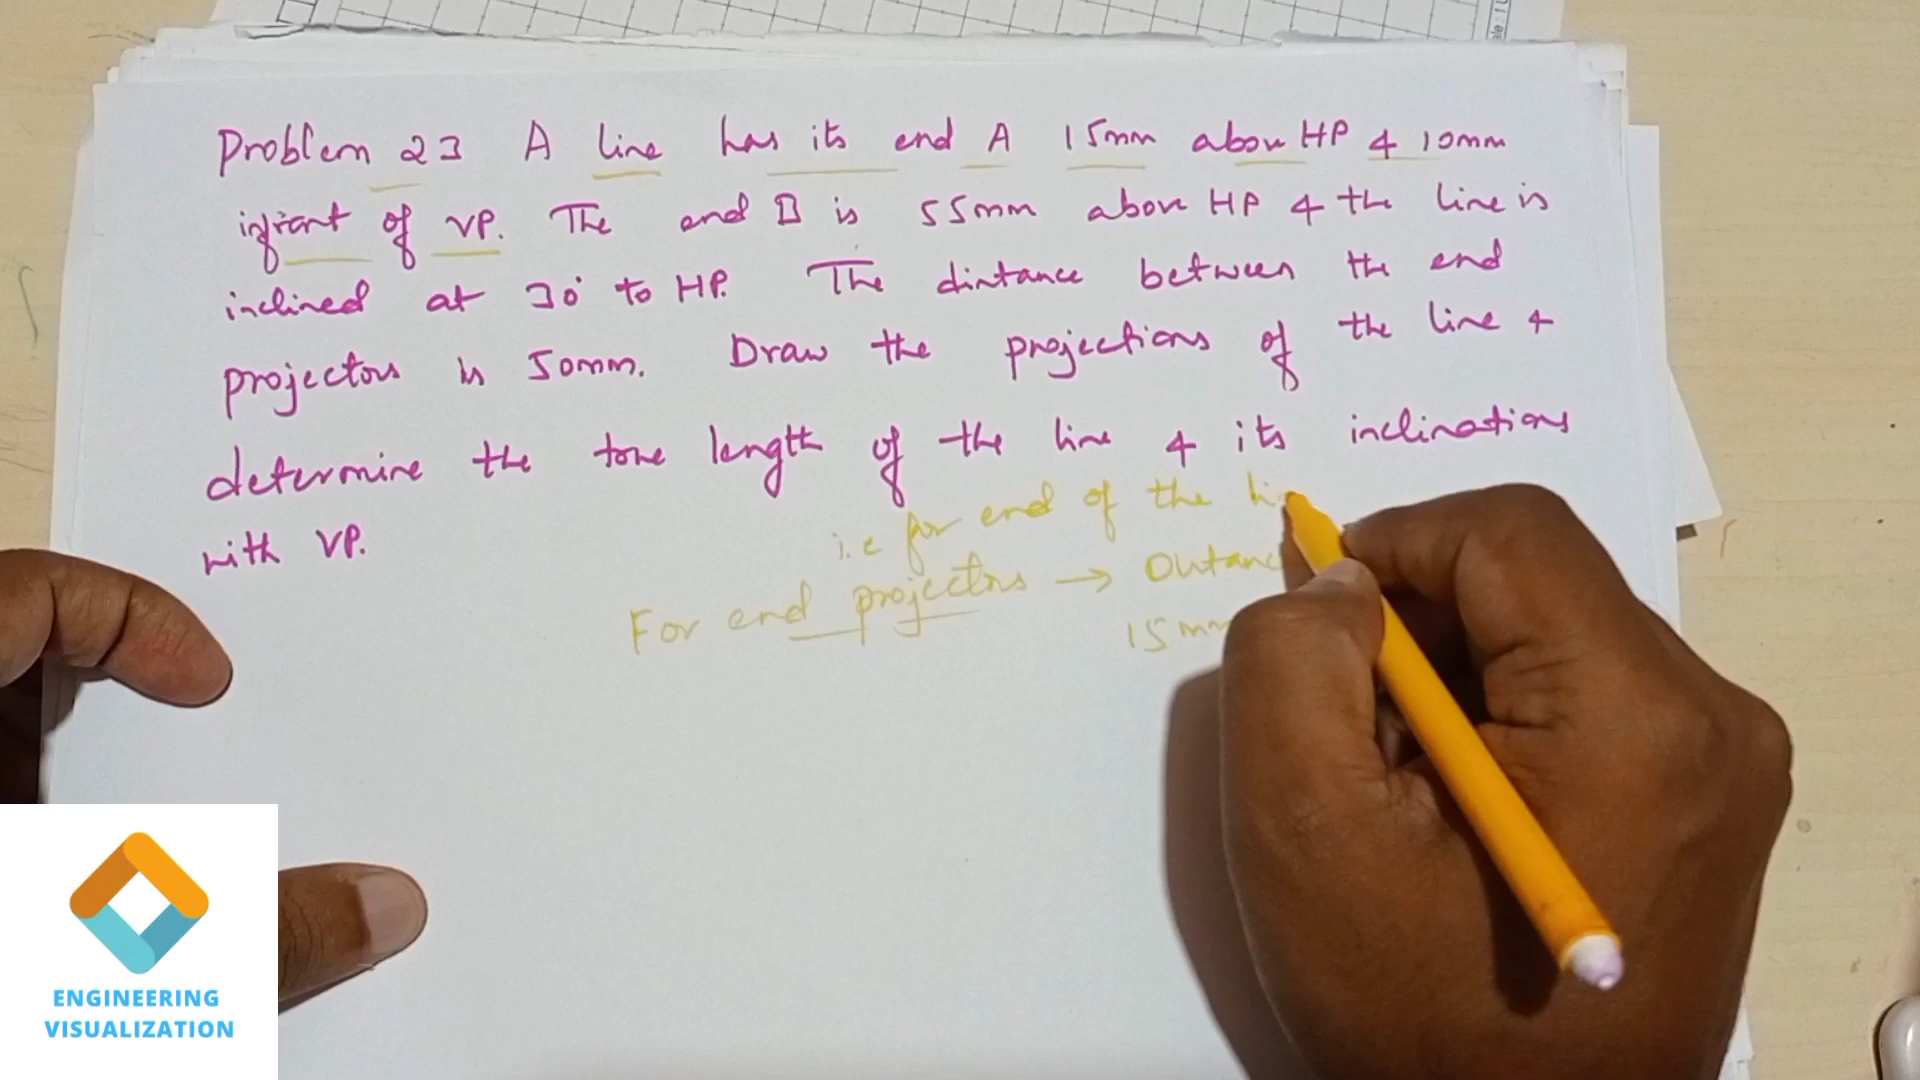 Problem 23 A line has its end A 15mm above HP & 10mm
infront of VP. The end B is 55mm above HP & the line is
inclined at 30° to HP. The distance between the end
projectors is 50mm. Draw the projections of the line &
determine the true length of the line & its inclinations
with VP.
i.e for end of the
For end projectors →
15mm
ENGINEERING
VISUALIZATION